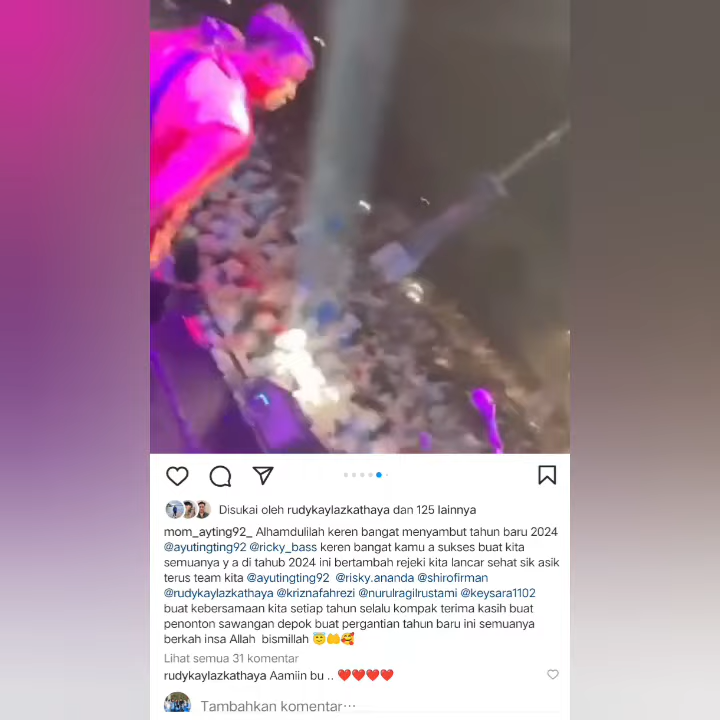 Disukai oleh rudykaylazkathaya dan 125 lainnya
mom_ayting92_ Alhamdulilah keren bangat menyambut tahun baru 2024
@ayutingting92 @ricky_bass keren bangat kamu a sukses buat kita
semuanya y a di tahub 2024 ini bertambah rejeki kita lancar sehat sik asik
terus team kita @ayutingting92 @risky.ananda @shirofirman
@rudykaylazkathaya @kriznafahrezi @nurulragilrustami @keysara1102
buat kebersamaan kita setiap tahun selalu kompak terima kasih buat
penonton sawangan depok buat pergantian tahun baru ini semuanya
berkah insa Allah bismillah 😇🤲🥰
Lihat semua 31 komentar
rudykaylazkathaya Aamiin bu .. ❤️❤️❤️❤️
Tambahkan komentar...